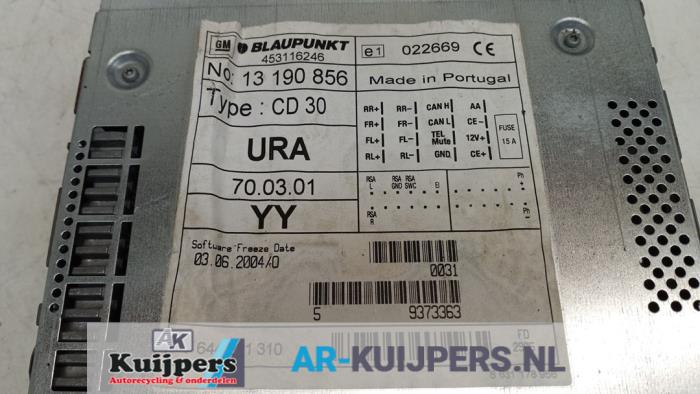 GM BLAUPUNKT
453116246
e1 022669 CE
No: 13 190 856
Made in Portugal
Type: CD 30
RR+ RR- CAN H AA
FR+ FR- CAN L CE-
FL+ FL- TEL Mute 12V+
RL+ RL- GND CE+
FUSE 15 A
URA
70.03.01
RSA L RSA GND RSA SWC El Ph +
RSA R Ph -
YY
Software Freeze Date
03.06.2004/0
0031
5 9373363
310
FD
AK
Kuijpers
Autorecycling & onderdelen
AR-KUIJPERS.NL